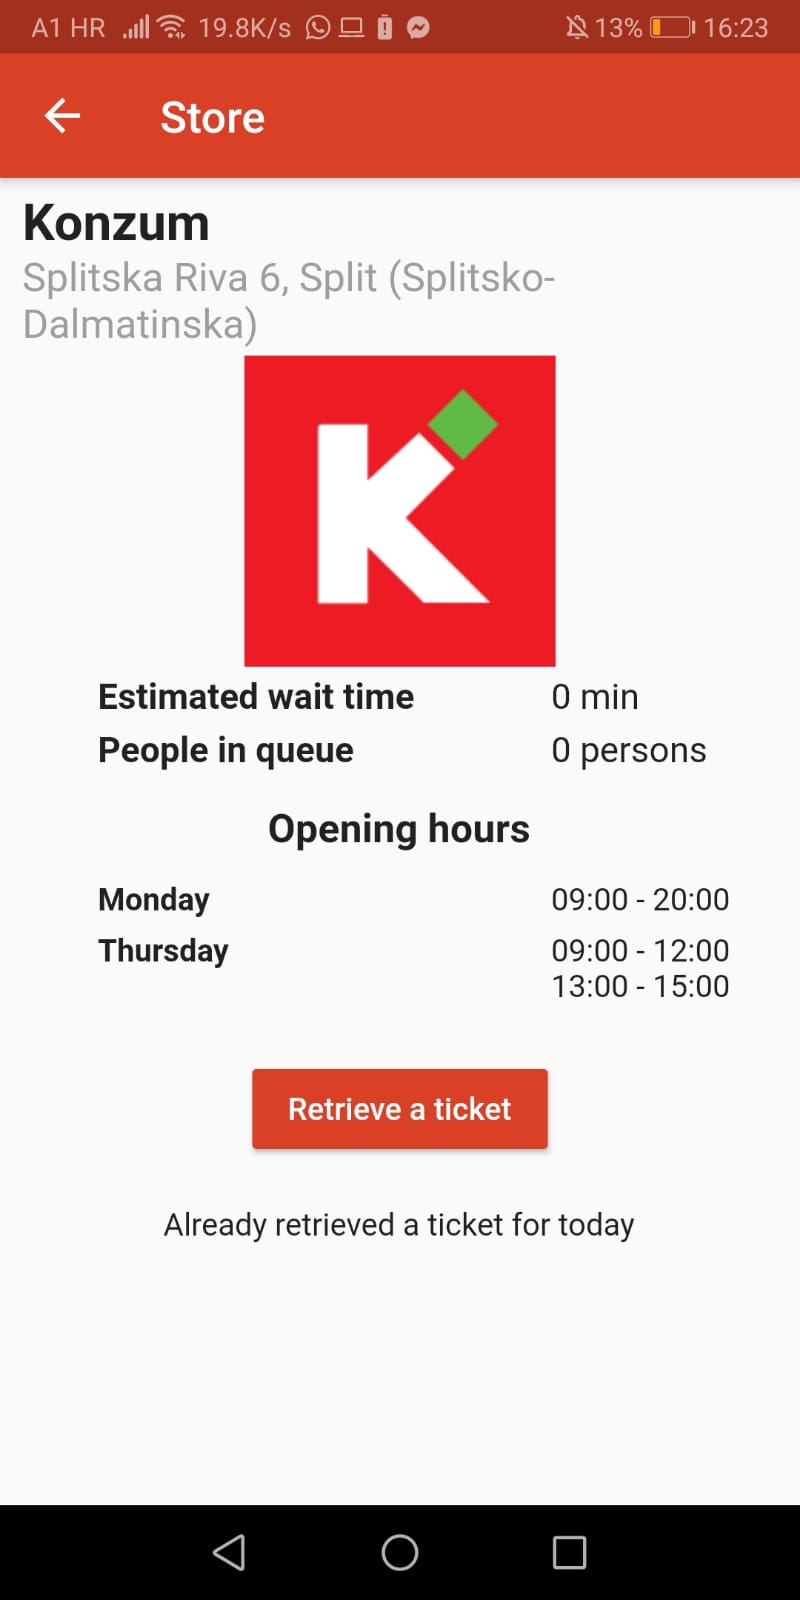 A1 HR 19.8K/s 13% 16:23
Store
Konzum
Splitska Riva 6, Split (Splitsko-
Dalmatinska)
K
Estimated wait time 0 min
People in queue 0 persons
Opening hours
Monday 09:00 - 20:00
Thursday 09:00 - 12:00
13:00 - 15:00
Retrieve a ticket
Already retrieved a ticket for today